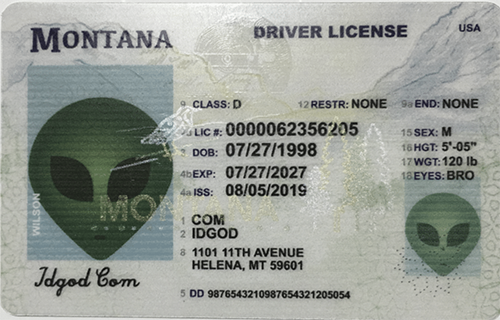 MONTANA
DRIVER LICENSE
USA
9 CLASS: D 12 RESTR: NONE 9a END: NONE
4d LIC #: 0000062356205 15 SEX: M
3 DOB: 07/27/1998 16 HGT: 5'-05"
17 WGT: 120 lb
4b EXP: 07/27/2027 18 EYES: BRO
4a ISS: 08/05/2019
WILSON
MONTANA
1 COM
2 IDGOD
8 1101 11TH AVENUE
HELENA, MT 59601
Idgod Com
5 DD 9876543210987654321205054